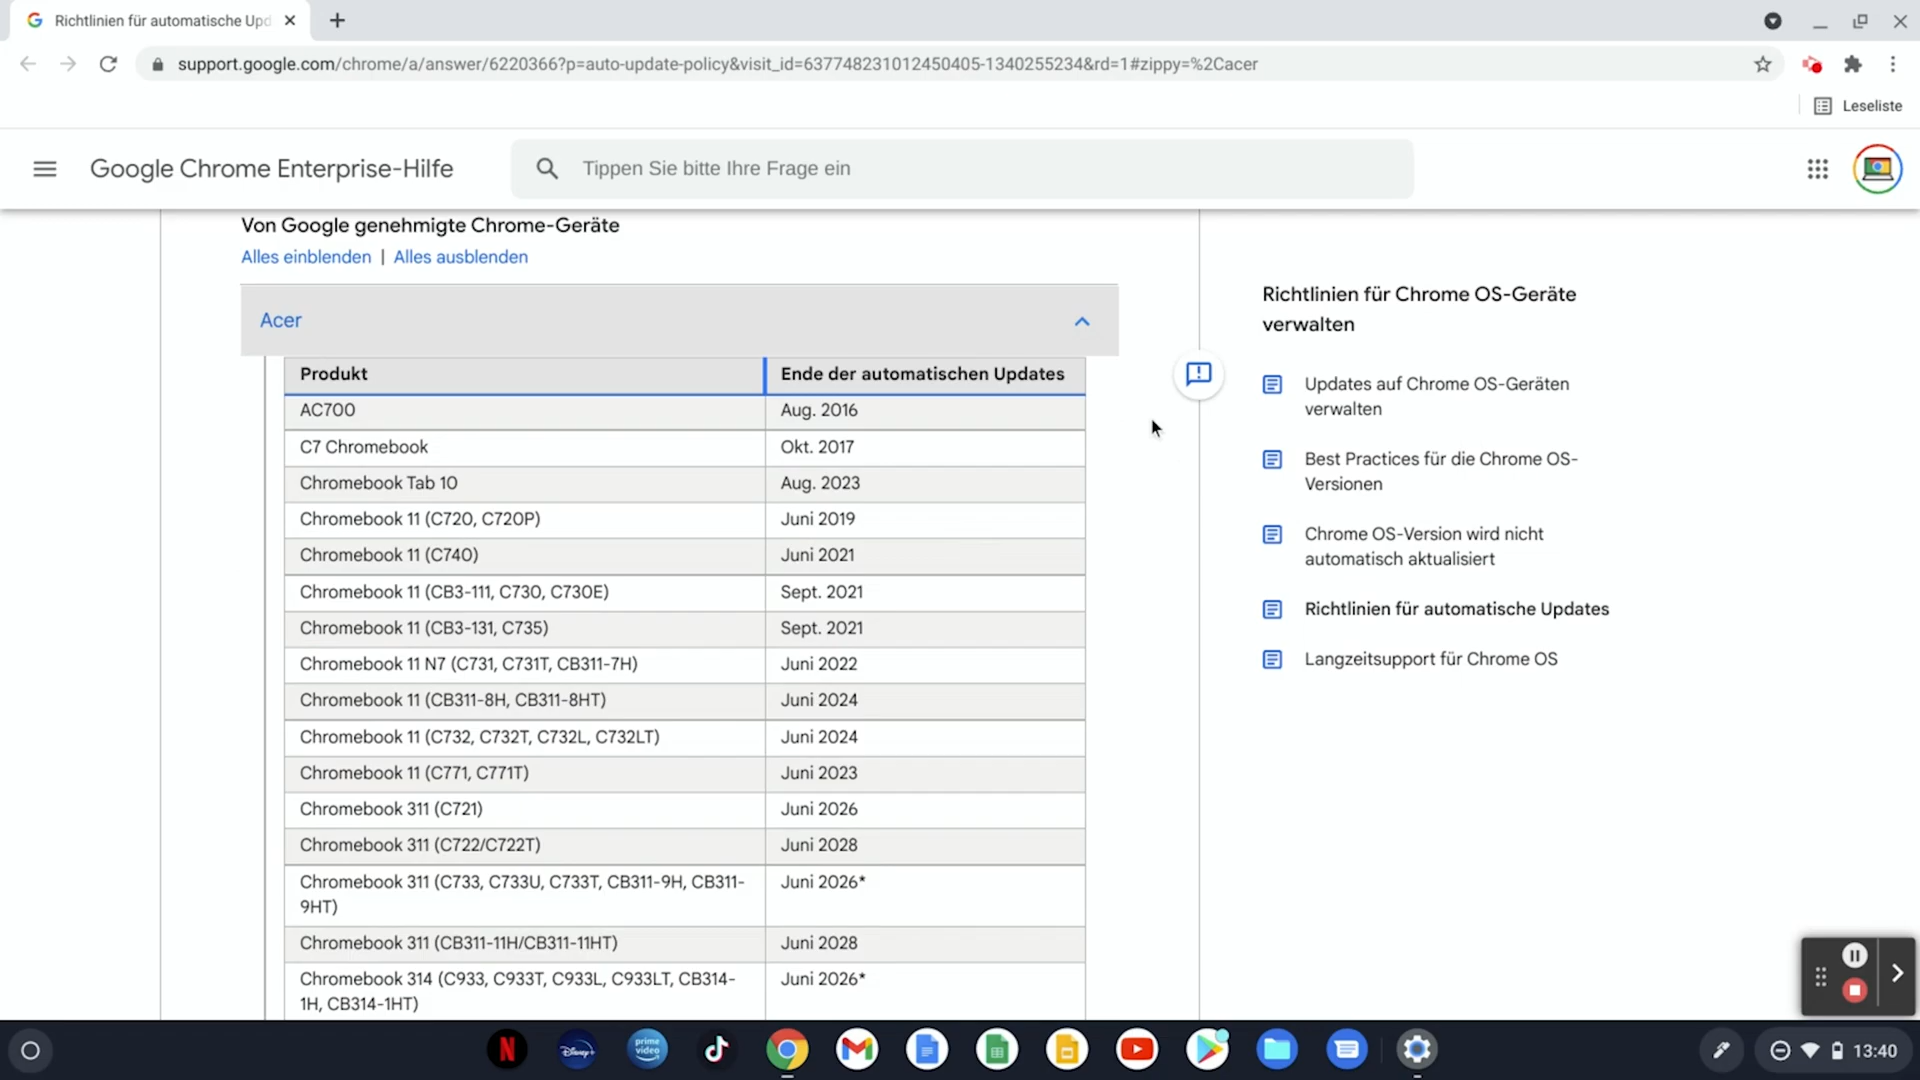 Richtlinien für automatische Upd
support.google.com/chrome/a/answer/6220366?p=auto-update-policy&visit_id=637748231012450405-1340255234&rd=1#zippy=%2Cacer
Leseliste
Google Chrome Enterprise-Hilfe
Tippen Sie bitte Ihre Frage ein
Von Google genehmigte Chrome-Geräte
Alles einblenden | Alles ausblenden
Acer
Produkt Ende der automatischen Updates
AC700 Aug. 2016
C7 Chromebook Okt. 2017
Chromebook Tab 10 Aug. 2023
Chromebook 11 (C720, C720P) Juni 2019
Chromebook 11 (C740) Juni 2021
Chromebook 11 (CB3-111, C730, C730E) Sept. 2021
Chromebook 11 (CB3-131, C735) Sept. 2021
Chromebook 11 N7 (C731, C731T, CB311-7H) Juni 2022
Chromebook 11 (CB311-8H, CB311-8HT) Juni 2024
Chromebook 11 (C732, C732T, C732L, C732LT) Juni 2024
Chromebook 11 (C771, C771T) Juni 2023
Chromebook 311 (C721) Juni 2026
Chromebook 311 (C722/C722T) Juni 2028
Chromebook 311 (C733, C733U, C733T, CB311-9H, CB311- Juni 2026*
9HT)
Chromebook 311 (CB311-11H/CB311-11HT) Juni 2028
Chromebook 314 (C933, C933T, C933L, C933LT, CB314- Juni 2026*
1H, CB314-1HT)
Richtlinien für Chrome OS-Geräte
verwalten
Updates auf Chrome OS-Geräten
verwalten
Best Practices für die Chrome OS-
Versionen
Chrome OS-Version wird nicht
automatisch aktualisiert
Richtlinien für automatische Updates
Langzeitsupport für Chrome OS
N
Disney+
prime
video
13:40